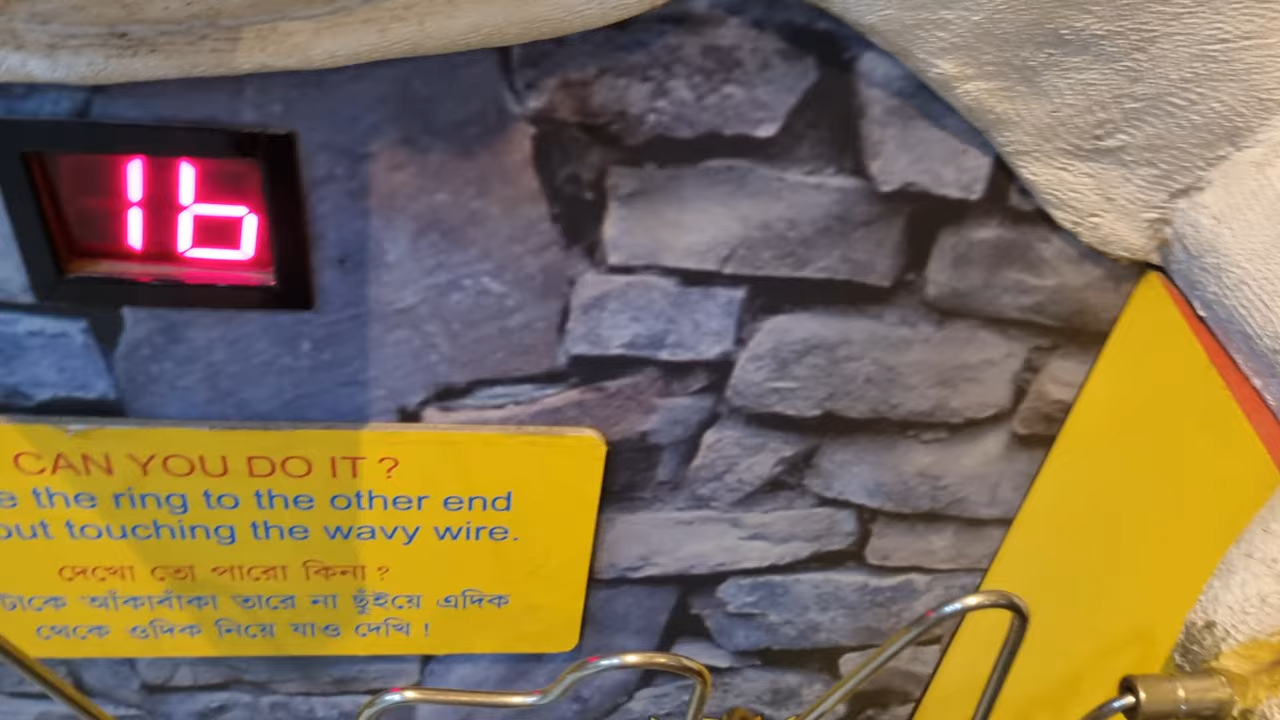 16
CAN YOU DO IT ?
e the ring to the other end
out touching the wavy wire.
দেখো তো পারো কিনা ?
টাকে আঁকাবাঁকা তারে না ছুঁইয়ে এদিক
থেকে ওদিক নিয়ে যাও দেখি !